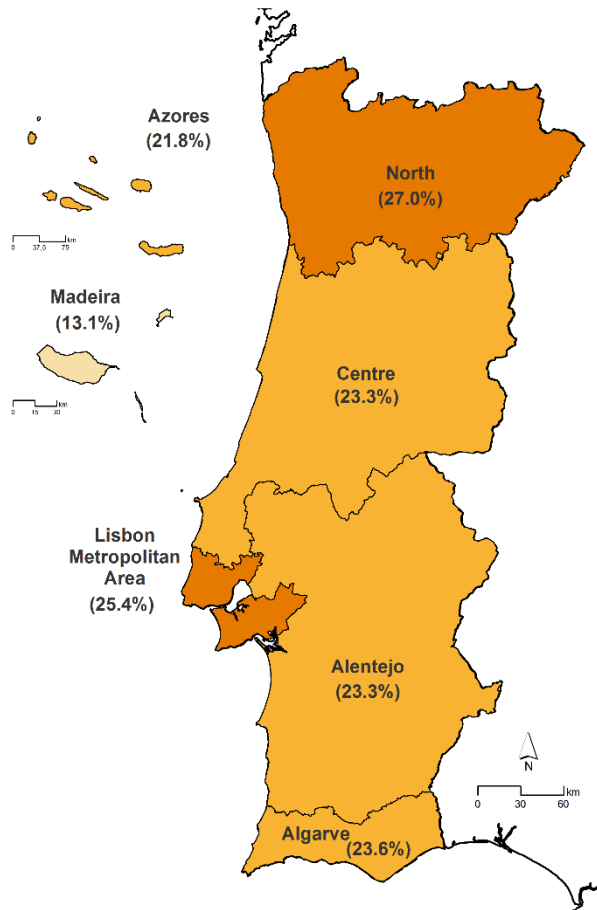 Azores
(21.8%)
North
(27.0%)
0 37,5 75 km
Madeira
(13.1%)
0 15 30 km
Centre
(23.3%)
Lisbon
Metropolitan
Area
(25.4%)
Alentejo
(23.3%)
N
km
0 30 60
Algarve (23.6%)